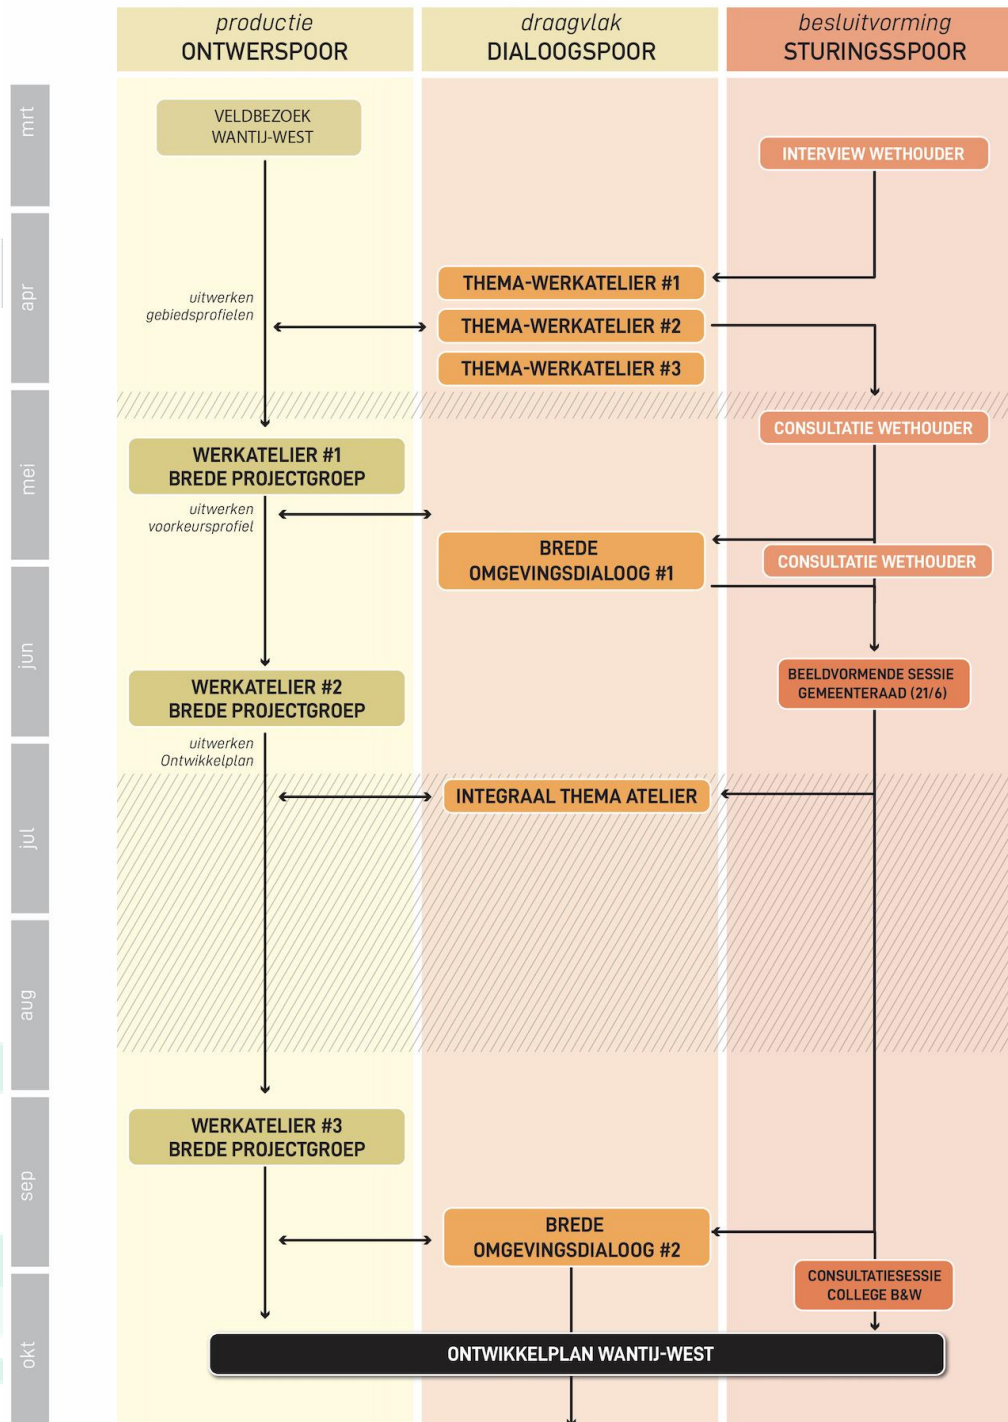 productie
ONTWERSPOOR
draagvlak
DIALOOGSPOOR
besluitvorming
STURINGSSPOOR
mrt
VELDBEZOEK
WANTIJ-WEST
INTERVIEW WETHOUDER
apr
uitwerken
gebiedsprofielen
THEMA-WERKATELIER #1
THEMA-WERKATELIER #2
THEMA-WERKATELIER #3
mei
CONSULTATIE WETHOUDER
WERKATELIER #1
BREDE PROJECTGROEP
uitwerken
voorkeursprofiel
BREDE
OMGEVINGSDIALOOG #1
CONSULTATIE WETHOUDER
jun
WERKATELIER #2
BREDE PROJECTGROEP
BEELDVORMENDE SESSIE
GEMEENTERAAD (21/6)
uitwerken
Ontwikkelplan
jul
INTEGRAAL THEMA ATELIER
aug
sep
WERKATELIER #3
BREDE PROJECTGROEP
BREDE
OMGEVINGSDIALOOG #2
CONSULTATIESESSIE
COLLEGE B&W
okt
ONTWIKKELPLAN WANTIJ-WEST